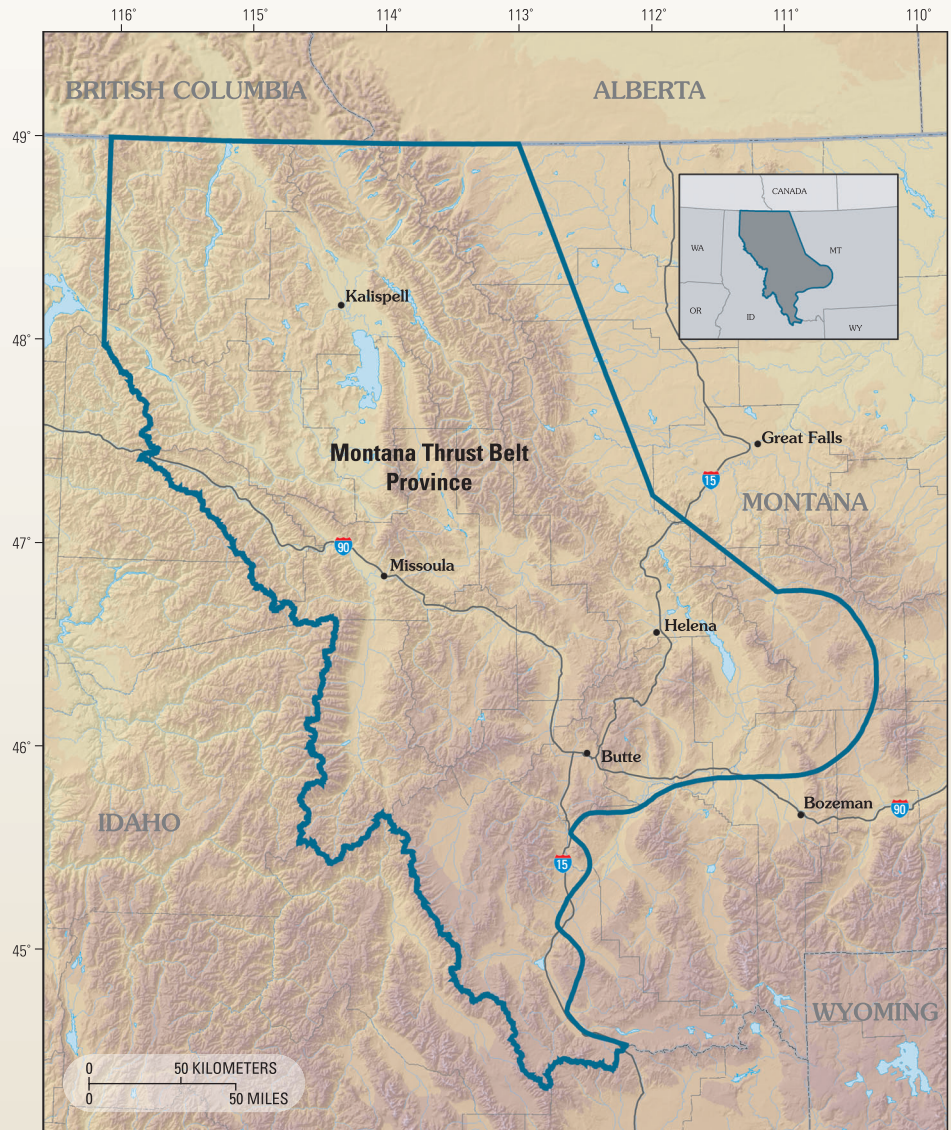 116˚
115˚
114˚
113˚
112˚
111˚
110˚
BRITISH COLUMBIA
ALBERTA
49˚
CANADA
WA
MT
OR
ID
WY
Kalispell
48˚
Great Falls
Montana Thrust Belt
Province
15
MONTANA
47˚
90
Missoula
Helena
46˚
Butte
Bozeman
90
IDAHO
15
45˚
WYOMING
0
50 KILOMETERS
0
50 MILES